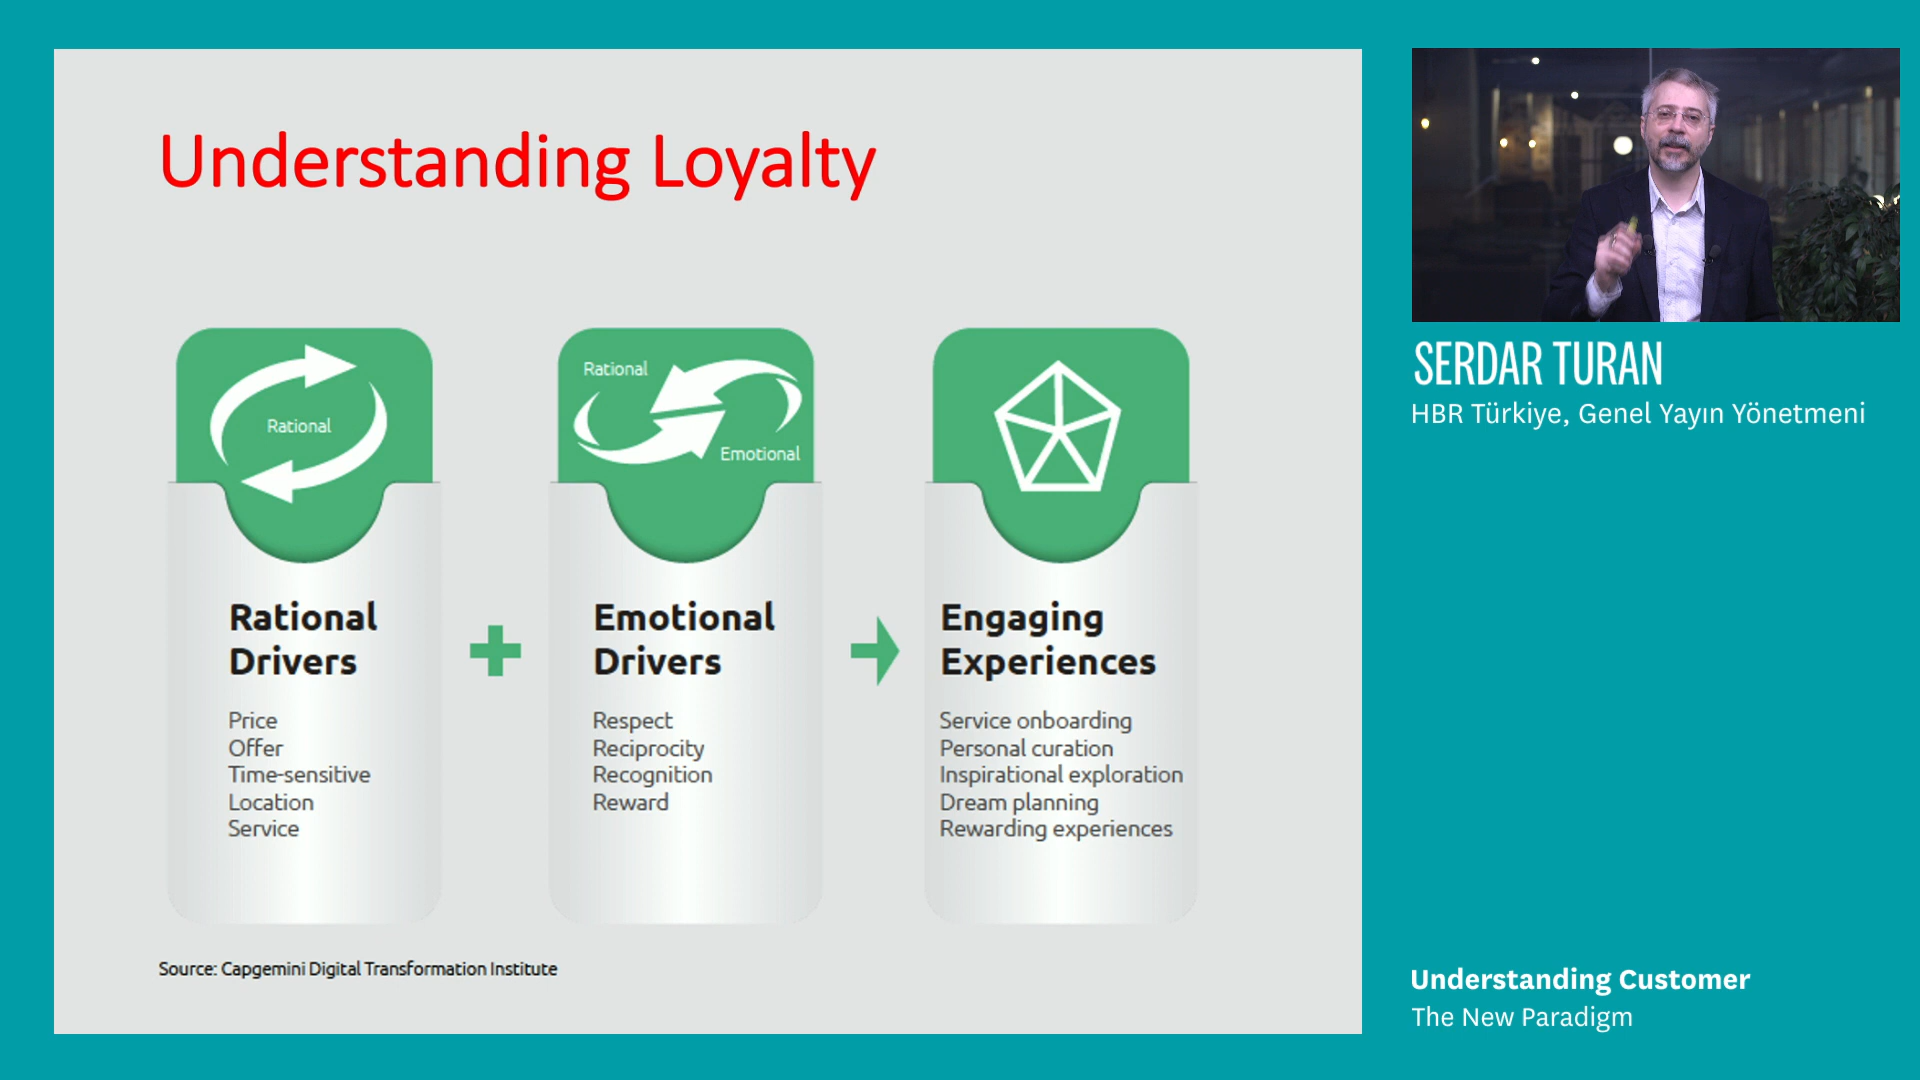 Understanding Loyalty
Rational
Rational
Emotional
Rational
Drivers
Price
Offer
Time-sensitive
Location
Service
Emotional
Drivers
Respect
Reciprocity
Recognition
Reward
Engaging
Experiences
Service onboarding
Personal curation
Inspirational exploration
Dream planning
Rewarding experiences
Source: Capgemini Digital Transformation Institute
SERDAR TURAN
HBR Türkiye, Genel Yayın Yönetmeni
Understanding Customer
The New Paradigm